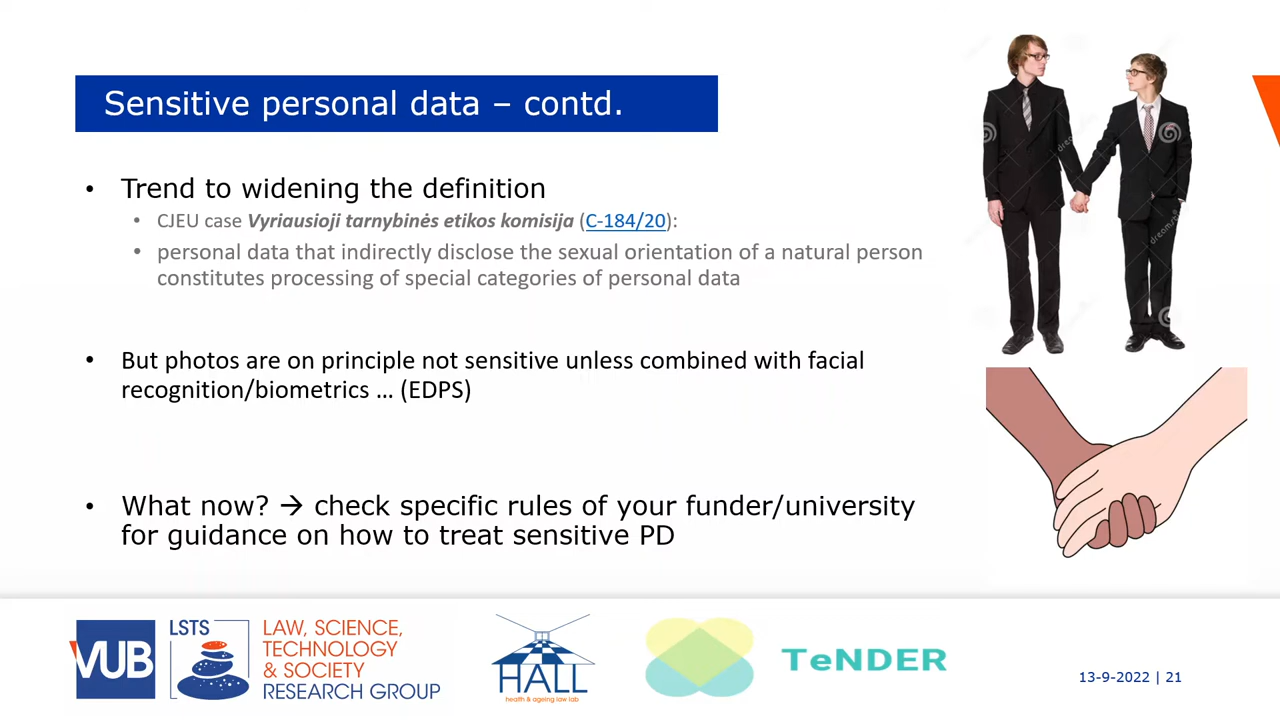 Sensitive personal data – contd.
• Trend to widening the definition
• CJEU case Vyriausioji tarnybinės etikos komisija (C-184/20):
• personal data that indirectly disclose the sexual orientation of a natural person
constitutes processing of special categories of personal data
• But photos are on principle not sensitive unless combined with facial
recognition/biometrics … (EDPS)
• What now? → check specific rules of your funder/university
for guidance on how to treat sensitive PD
dreamstime
VUB
LSTS
LAW, SCIENCE,
TECHNOLOGY
& SOCIETY
RESEARCH GROUP
HALL
health & ageing law lab
TeNDER
13-9-2022 | 21